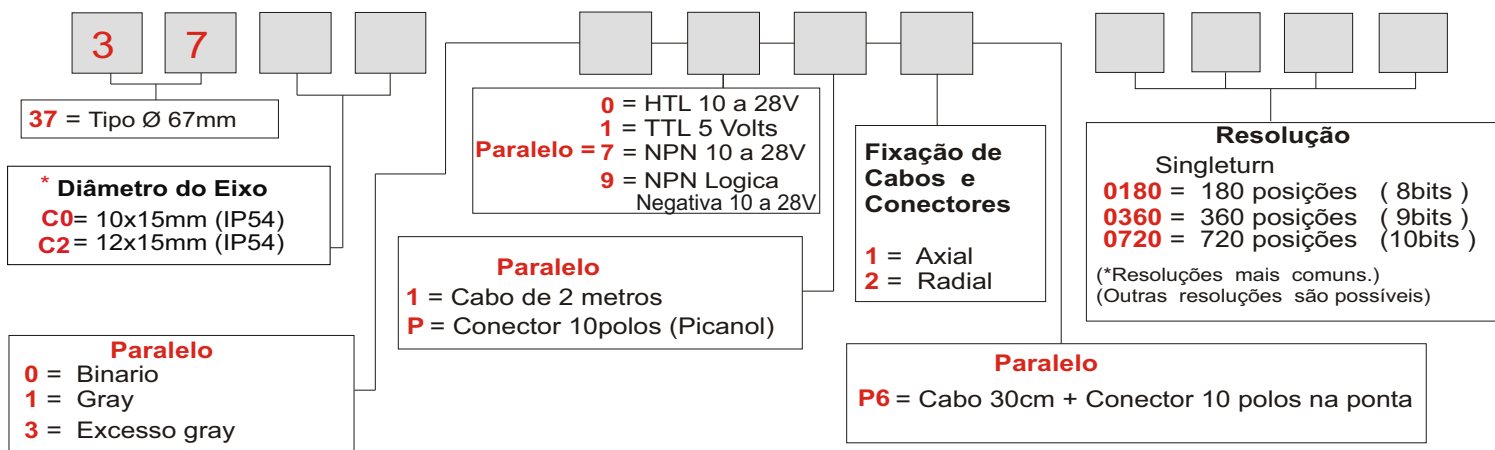 3 7
37 = Tipo Ø 67mm
* Diâmetro do Eixo
C0= 10x15mm (IP54)
C2= 12x15mm (IP54)
Paralelo
0 = Binario
1 = Gray
3 = Excesso gray
0 = HTL 10 a 28V
1 = TTL 5 Volts
Paralelo = 7 = NPN 10 a 28V
9 = NPN Logica
Negativa 10 a 28V
Paralelo
1 = Cabo de 2 metros
P = Conector 10polos (Picanol)
Fixação de
Cabos e
Conectores
1 = Axial
2 = Radial
Paralelo
P6 = Cabo 30cm + Conector 10 polos na ponta
Resolução
Singleturn
0180 = 180 posições ( 8bits )
0360 = 360 posições ( 9bits )
0720 = 720 posições (10bits )
(*Resoluções mais comuns.)
(Outras resoluções são possíveis)